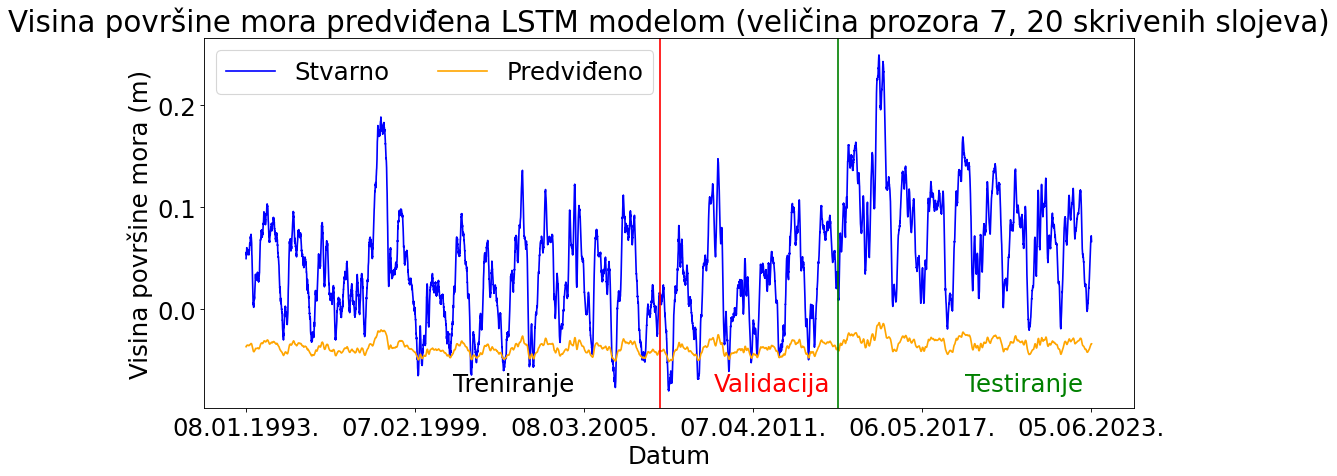 Visina površine mora predviđena LSTM modelom (veličina prozora 7, 20 skrivenih slojeva)
Stvarno
Predviđeno
Visina površine mora (m)
0.2
0.1
0.0
Treniranje
Validacija
Testiranje
08.01.1993.
07.02.1999.
08.03.2005.
07.04.2011.
06.05.2017.
05.06.2023.
Datum